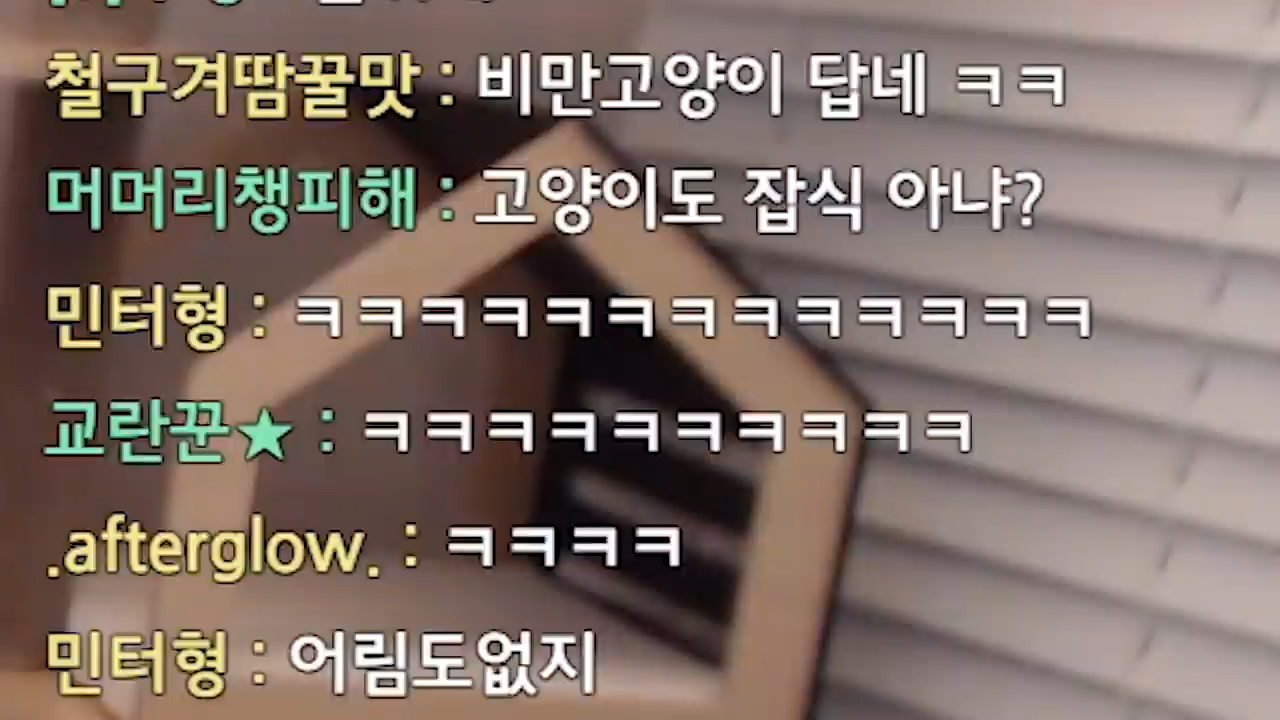 철구겨땀꿀맛 : 비만고양이 답네 ㅋㅋ
머머리챙피해 : 고양이도 잡식 아냐?
민터형 : ㅋㅋㅋㅋㅋㅋㅋㅋㅋㅋㅋㅋㅋ
교란꾼★ : ㅋㅋㅋㅋㅋㅋㅋㅋㅋㅋ
.afterglow. : ㅋㅋㅋㅋ
민터형 : 어림도없지